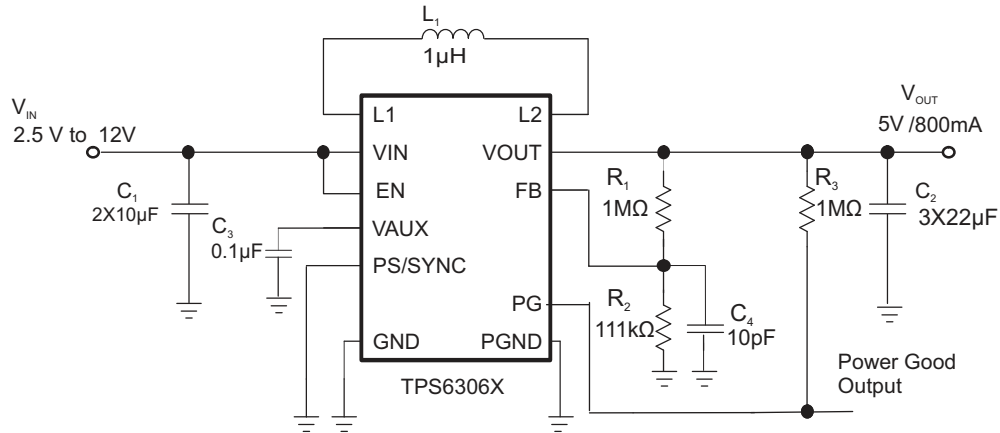 L1
1µH
VIN
2.5 V to 12V
VOUT
5V /800mA
L1
L2
VIN
VOUT
EN
FB
VAUX
PS/SYNC
PG
GND
PGND
TPS6306X
C1
2X10µF
C3
0.1µF
R1
1MΩ
R3
1MΩ
C2
3X22µF
R2
111kΩ
C4
10pF
Power Good
Output